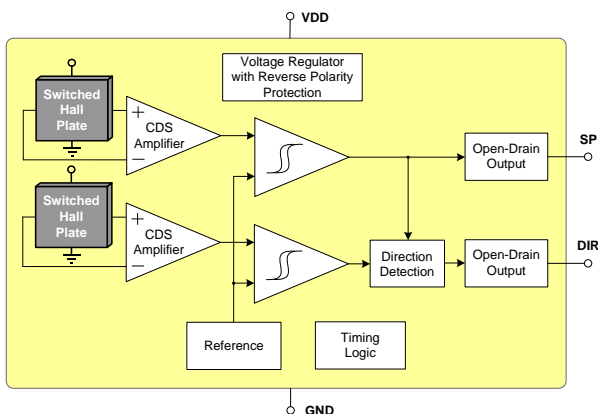 VDD
Voltage Regulator
with Reverse Polarity
Protection
Switched
Hall
Plate
+
−
CDS
Amplifier
Open-Drain
Output
SP
Switched
Hall
Plate
+
−
CDS
Amplifier
Direction
Detection
Open-Drain
Output
DIR
Reference
Timing
Logic
GND